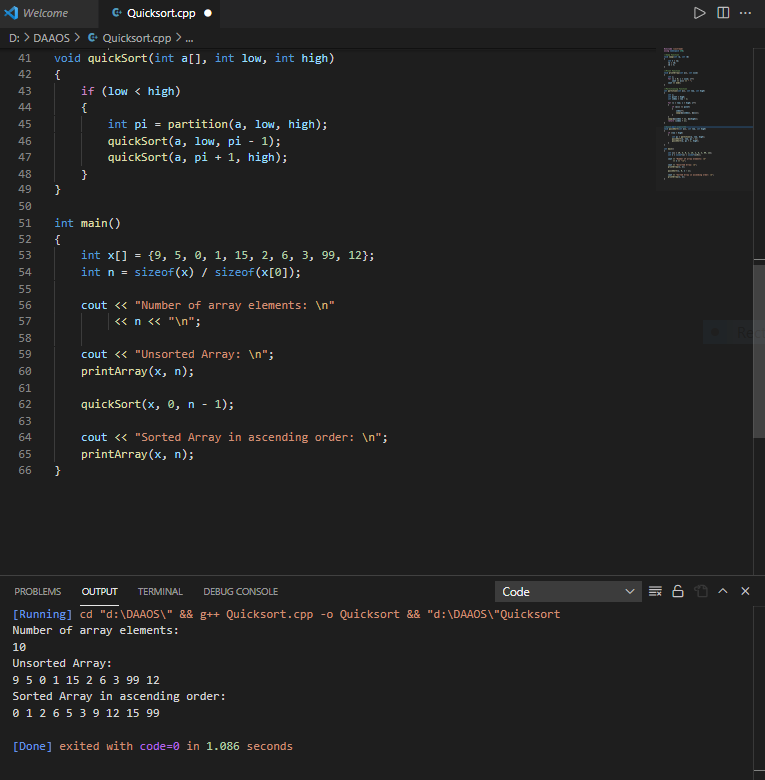 Welcome
Quicksort.cpp
D: > DAAOS > Quicksort.cpp > ...
41 void quickSort(int a[], int low, int high)
42 {
43 if (low < high)
44 {
45 int pi = partition(a, low, high);
46 quickSort(a, low, pi - 1);
47 quickSort(a, pi + 1, high);
48 }
49 }
50
51 int main()
52 {
53 int x[] = {9, 5, 0, 1, 15, 2, 6, 3, 99, 12};
54 int n = sizeof(x) / sizeof(x[0]);
55
56 cout << "Number of array elements: \n"
57 << n << "\n";
58
59 cout << "Unsorted Array: \n";
60 printArray(x, n);
61
62 quickSort(x, 0, n - 1);
63
64 cout << "Sorted Array in ascending order: \n";
65 printArray(x, n);
66 }
PROBLEMS OUTPUT TERMINAL DEBUG CONSOLE Code
[Running] cd "d:\DAAOS\" && g++ Quicksort.cpp -o Quicksort && "d:\DAAOS\"Quicksort
Number of array elements:
10
Unsorted Array:
9 5 0 1 15 2 6 3 99 12
Sorted Array in ascending order:
0 1 2 6 5 3 9 12 15 99
[Done] exited with code=0 in 1.086 seconds